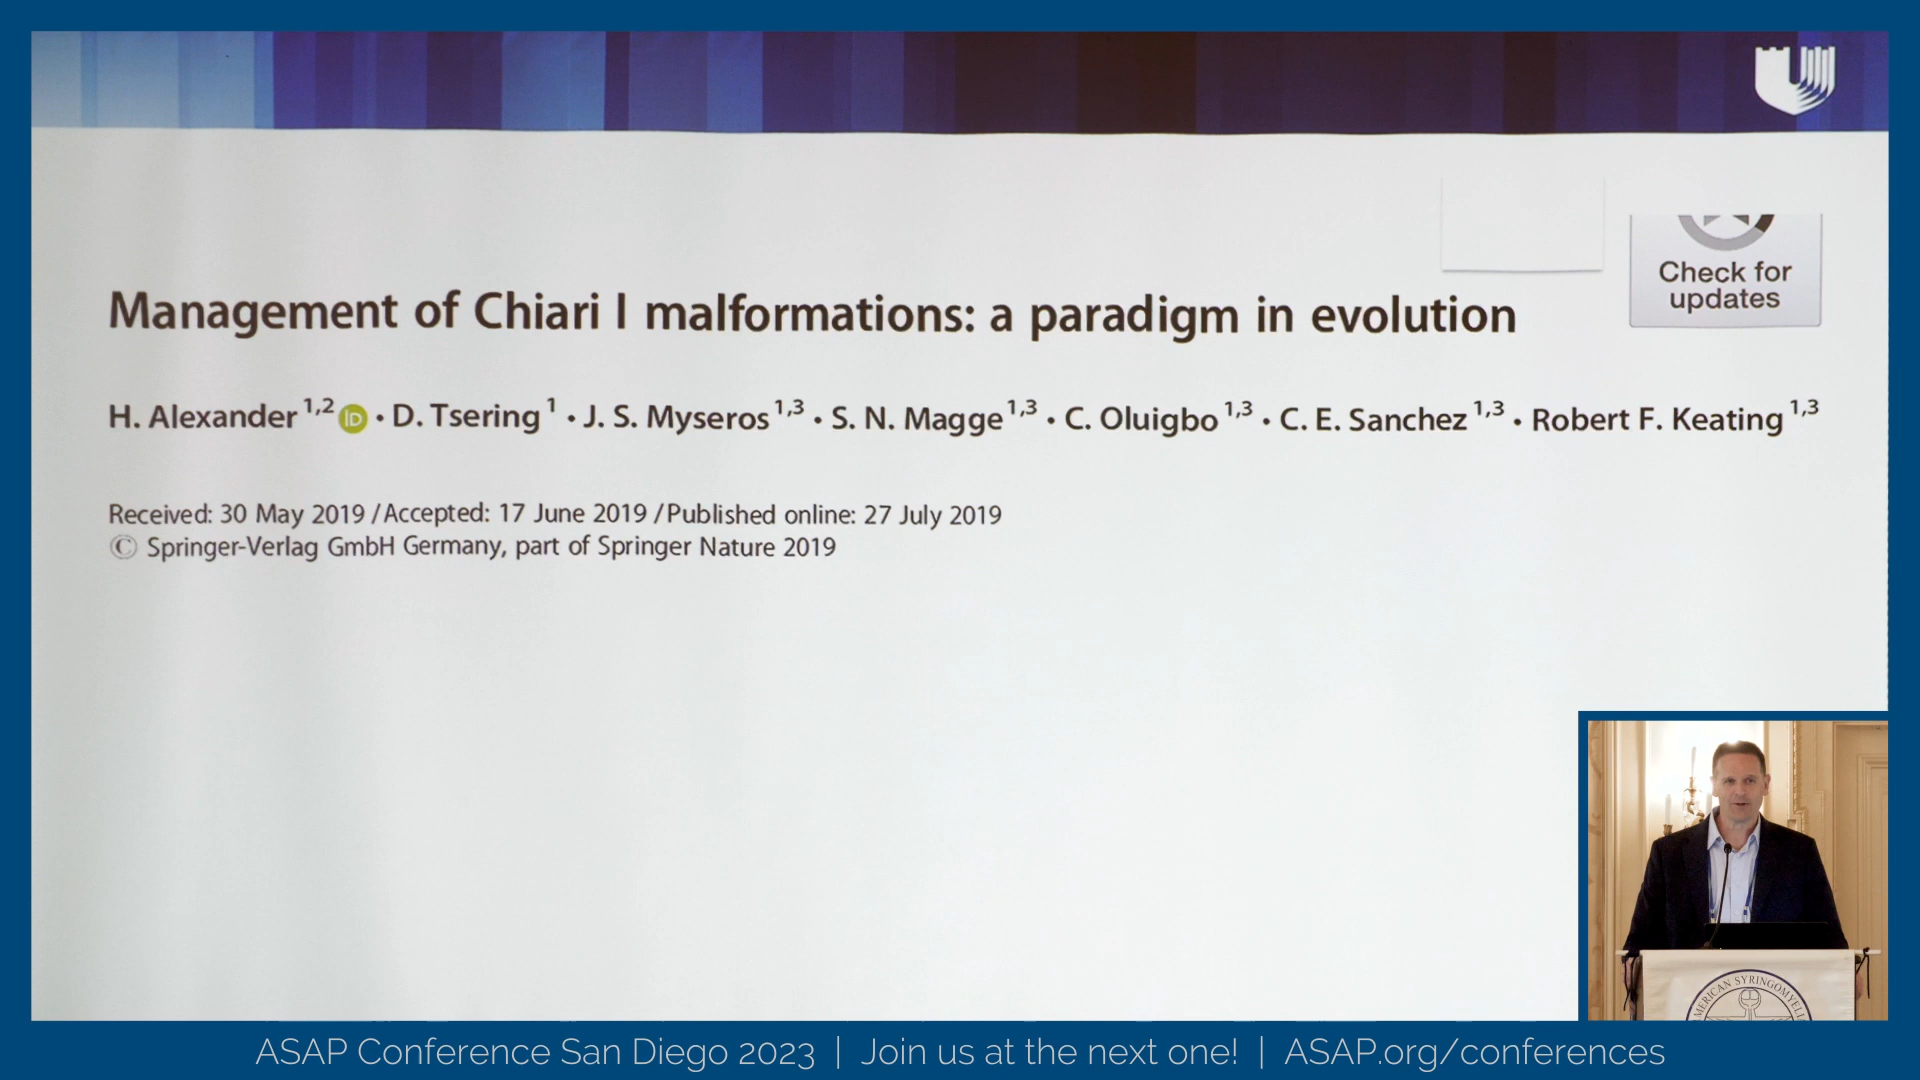 Check for
updates
Management of Chiari I malformations: a paradigm in evolution
H. Alexander 1,2 iD • D. Tsering 1 • J. S. Myseros 1,3 • S. N. Magge 1,3 • C. Oluigbo 1,3 • C. E. Sanchez 1,3 • Robert F. Keating 1,3
Received: 30 May 2019 / Accepted: 17 June 2019 / Published online: 27 July 2019
© Springer-Verlag GmbH Germany, part of Springer Nature 2019
AMERICAN SYRINGOMYELI
ASAP Conference San Diego 2023 | Join us at the next one! | ASAP.org/conferences